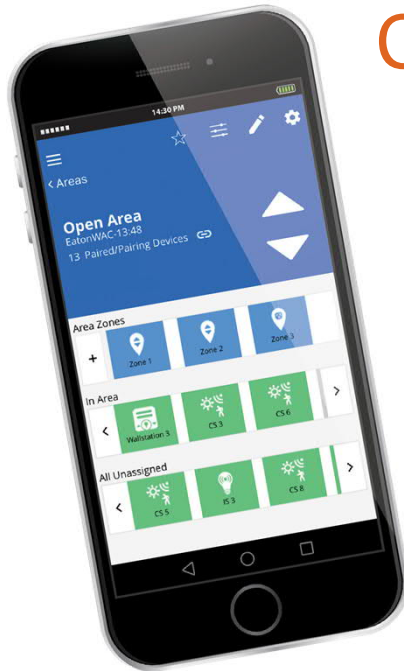 C
14:30 PM
< Areas
Open Area
EatonWAC-13:48
13 Paired/Pairing Devices
Area Zones
+
Zone 1
Zone 2
Zone 3
In Area
<
Wallstation 3
CS 3
CS 6
>
All Unassigned
<
CS 5
IS 3
CS 8
>